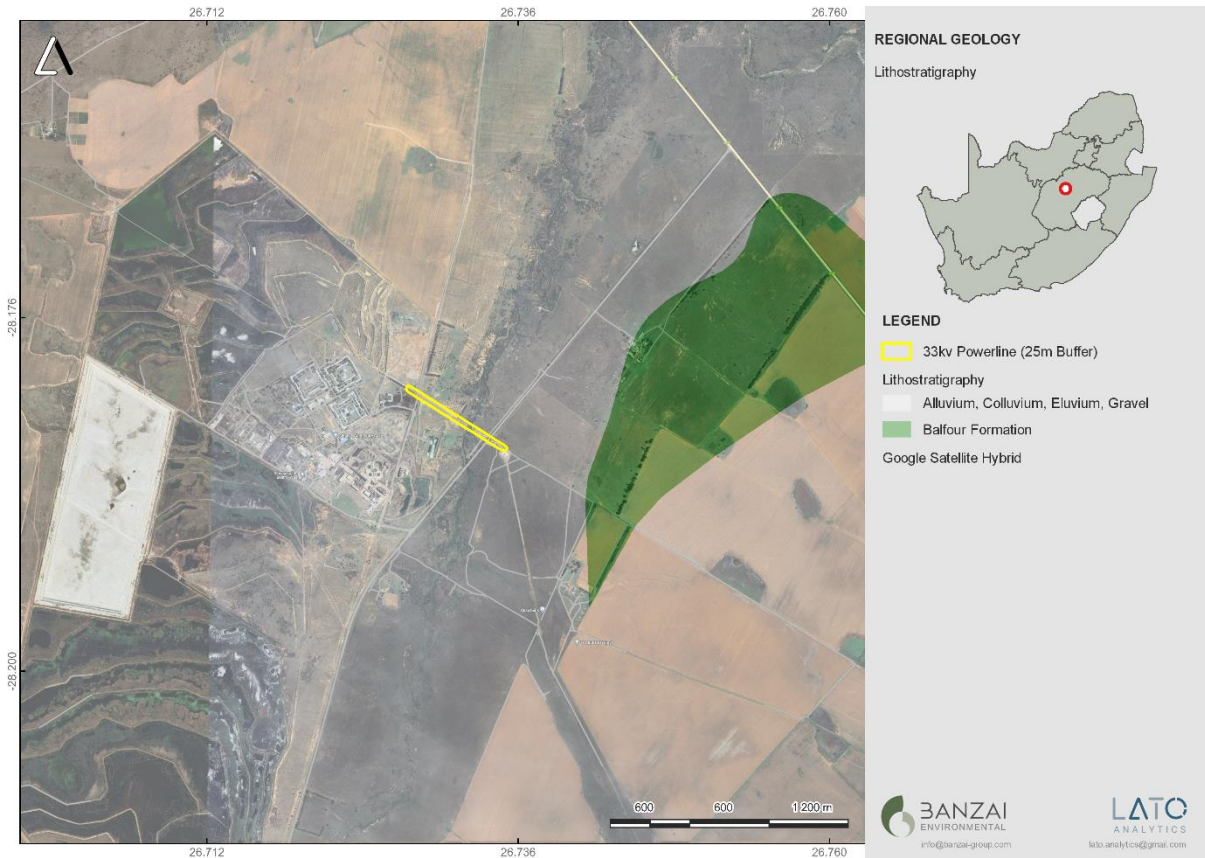 26.712
26.736
26.760
-28.176
-28.200
600
600
1 200 m
26.712
26.736
26.760
REGIONAL GEOLOGY
Lithostratigraphy
LEGEND
33kv Powerline (25m Buffer)
Lithostratigraphy
Alluvium, Colluvium, Eluvium, Gravel
Balfour Formation
Google Satellite Hybrid
BANZAI
ENVIRONMENTAL
info@banzai-group.com
LATO
ANALYTICS
lato.analytics@gmail.com